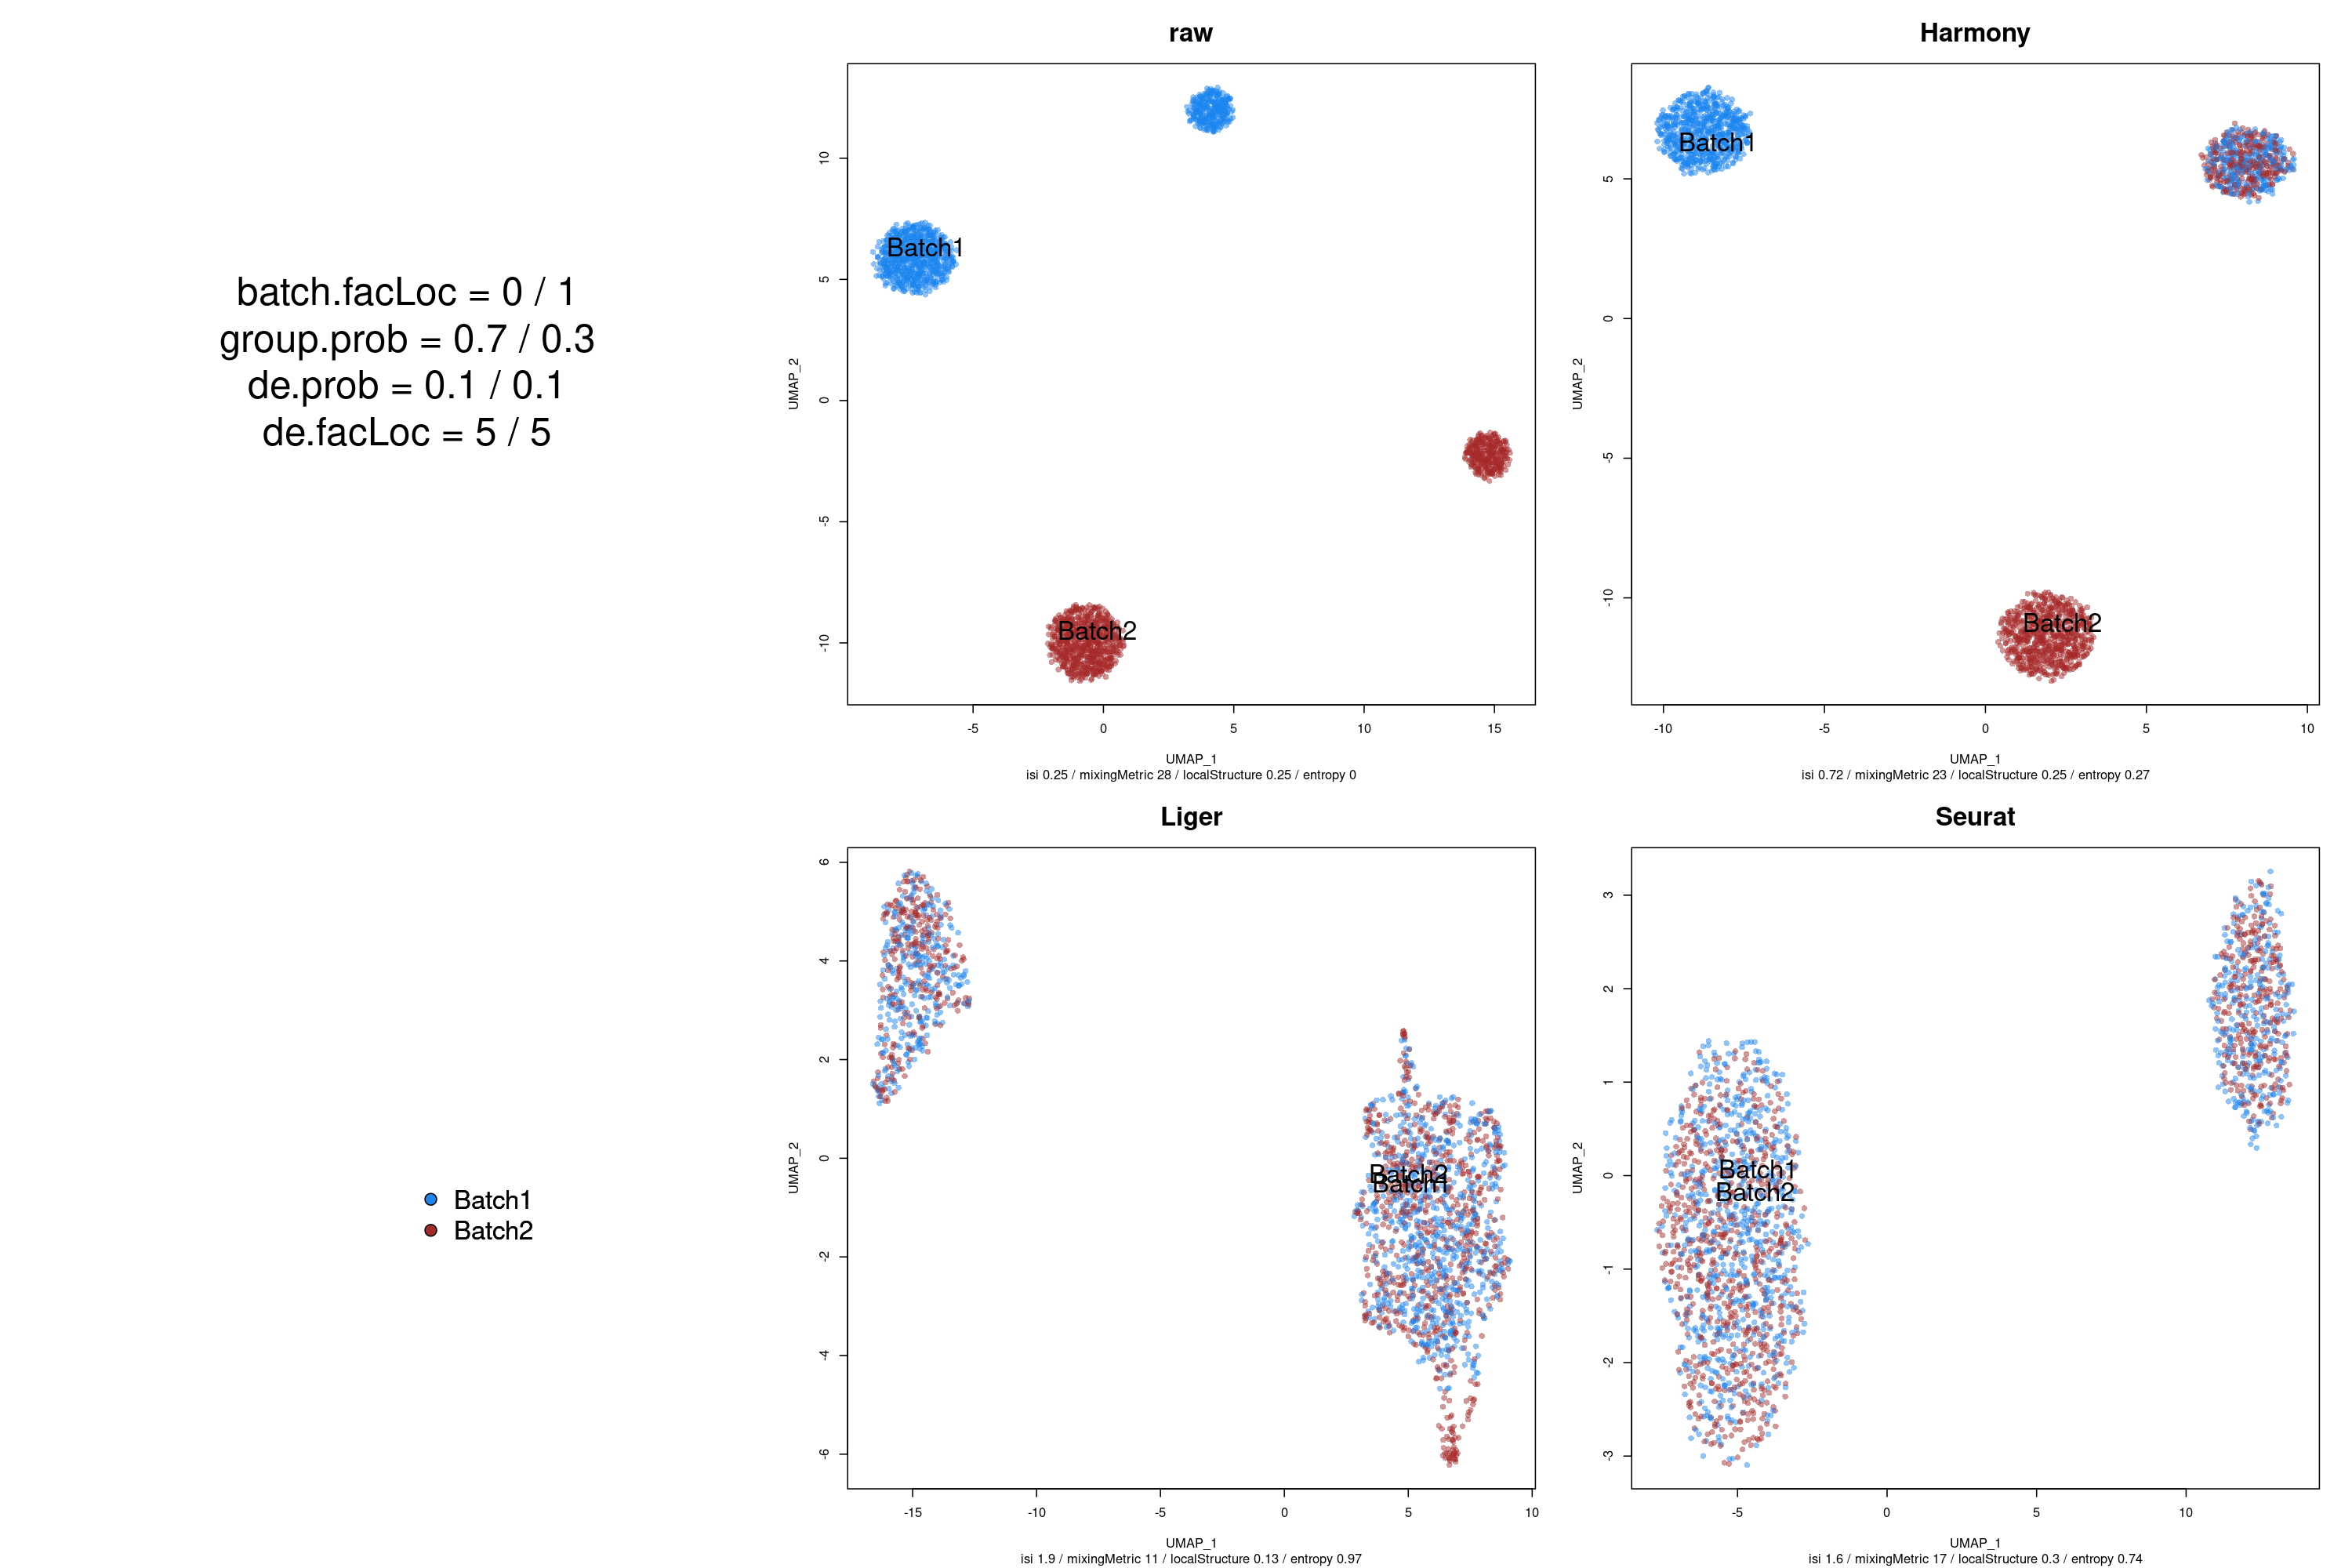 batch.facLoc = 0 / 1
group.prob = 0.7 / 0.3
de.prob = 0.1 / 0.1
de.facLoc = 5 / 5
Batch1
Batch2
raw
10
5
0
-5
-10
UMAP_2
Batch1
Batch2
-5 0 5 10 15
UMAP_1
isi 0.25 / mixingMetric 28 / localStructure 0.25 / entropy 0
Harmony
5
0
-5
-10
UMAP_2
Batch1
Batch2
-10 -5 0 5 10
UMAP_1
isi 0.72 / mixingMetric 23 / localStructure 0.25 / entropy 0.27
Liger
6
4
2
0
-2
-4
-6
UMAP_2
Batch2
Batch1
-15 -10 -5 0 5 10
UMAP_1
isi 1.9 / mixingMetric 11 / localStructure 0.13 / entropy 0.97
Seurat
3
2
1
0
-1
-2
-3
UMAP_2
Batch1
Batch2
-5 0 5 10
UMAP_1
isi 1.6 / mixingMetric 17 / localStructure 0.3 / entropy 0.74